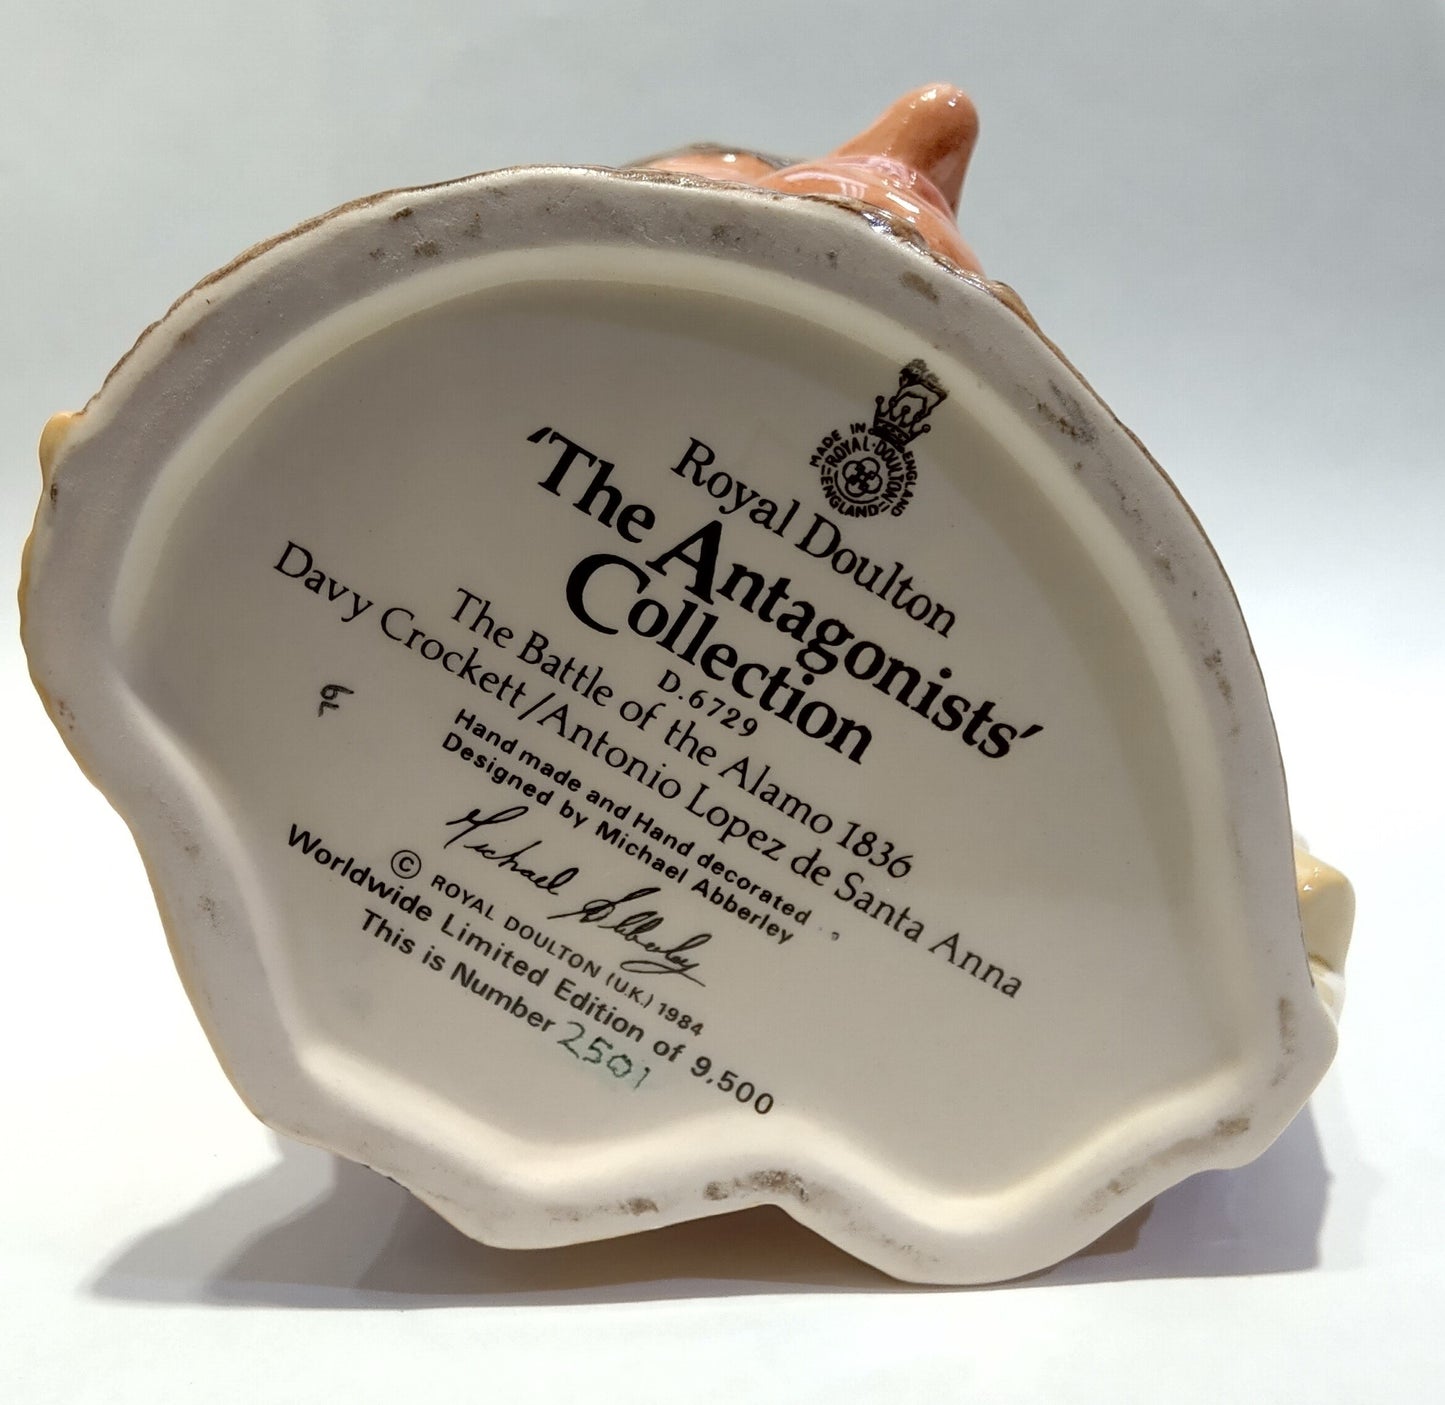 MADE IN ENGLAND
ROYAL·DOULTON
ENGLAND
Royal Doulton
'The Antagonists'
Collection
D.6729
The Battle of the Alamo 1836
Davy Crockett/Antonio Lopez de Santa Anna
Hand made and Hand decorated
Designed by Michael Abberley
Michael Abberley
© ROYAL DOULTON (U.K.) 1984
Worldwide Limited Edition of 9,500
This is Number 2501